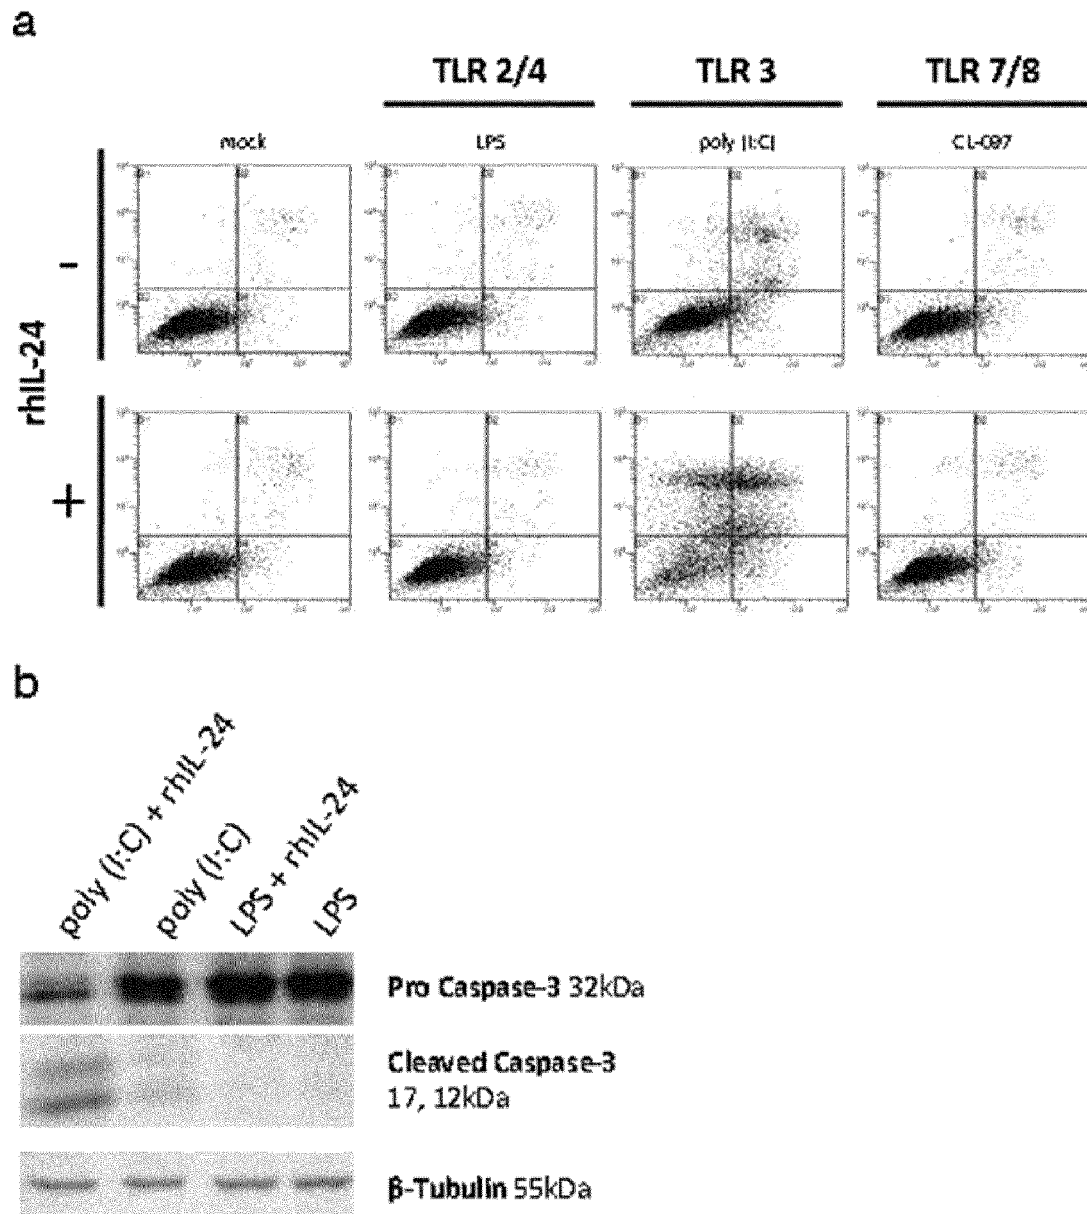 a
TLR 2/4 TLR 3 TLR 7/8
mock LPS poly (I:C) CL-097
rhIL-24
-
+
b
poly (I:C) + rhIL-24
poly (I:C)
LPS + rhIL-24
LPS
Pro Caspase-3 32kDa
Cleaved Caspase-3
17, 12kDa
β-Tubulin 55kDa